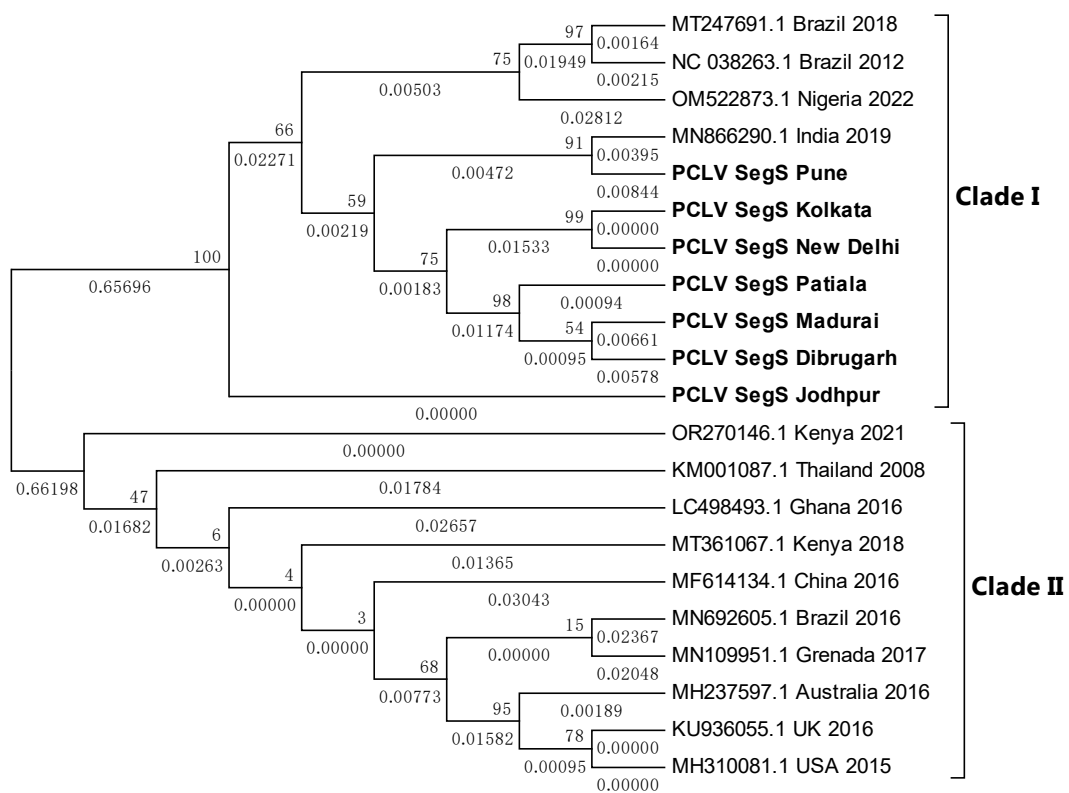 97
MT247691.1 Brazil 2018
0.00164
75
0.01949
NC 038263.1 Brazil 2012
0.00215
0.00503
OM522873.1 Nigeria 2022
0.02812
66
0.02271
91
MN866290.1 India 2019
0.00395
0.00472
PCLV SegS Pune
0.00844
Clade I
59
0.00219
99
PCLV SegS Kolkata
0.00000
0.01533
PCLV SegS New Delhi
0.00000
75
0.00183
100
0.65696
98
PCLV SegS Patiala
0.00094
0.01174
54
PCLV SegS Madurai
0.00661
0.00095
PCLV SegS Dibrugarh
0.00578
PCLV SegS Jodhpur
0.00000
OR270146.1 Kenya 2021
0.00000
0.66198
47
KM001087.1 Thailand 2008
0.01784
0.01682
6
LC498493.1 Ghana 2016
0.02657
0.00263
4
MT361067.1 Kenya 2018
0.01365
0.00000
MF614134.1 China 2016
0.03043
Clade II
3
0.00000
15
MN692605.1 Brazil 2016
0.02367
0.00000
MN109951.1 Grenada 2017
0.02048
68
0.00773
95
MH237597.1 Australia 2016
0.00189
0.01582
78
KU936055.1 UK 2016
0.00000
0.00095
MH310081.1 USA 2015
0.00000